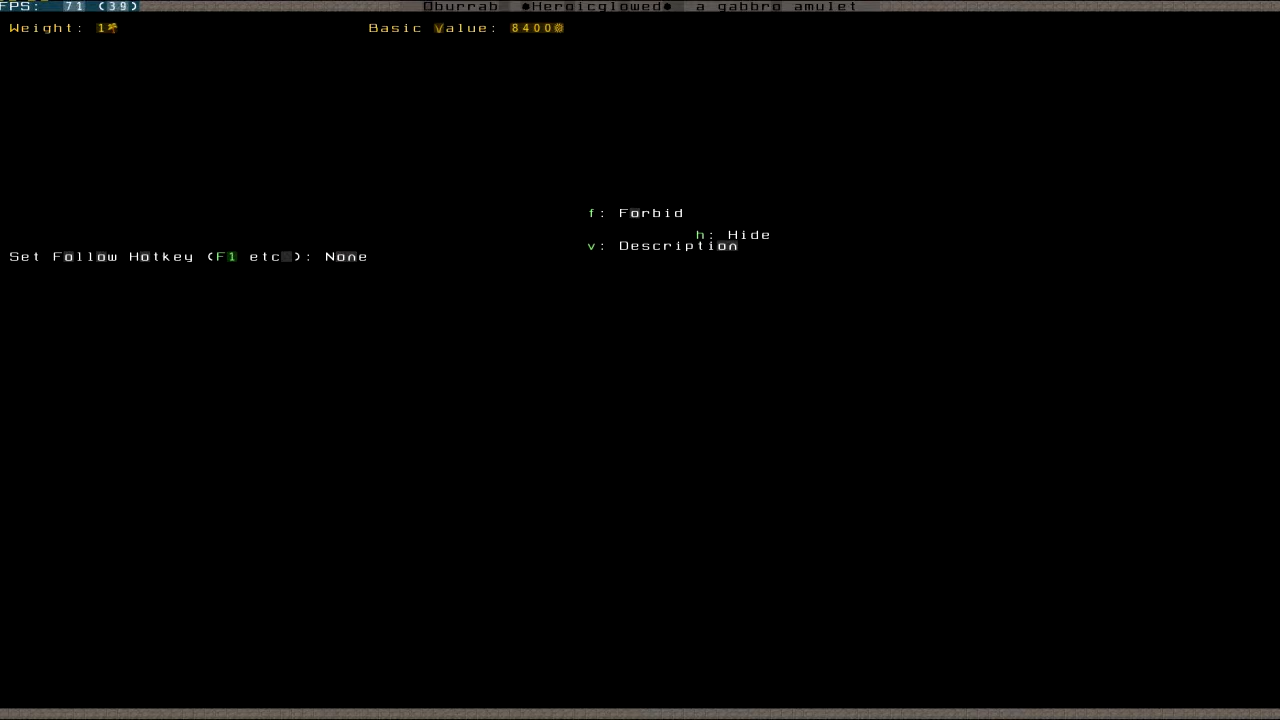 FPS: 71 (39) Oburrab ●Heroicglowed● a gabbro amulet
Weight: 1 Basic Value: 8400☼
f: Forbid
h: Hide
v: Description
Set Follow Hotkey (F1 etc ): None